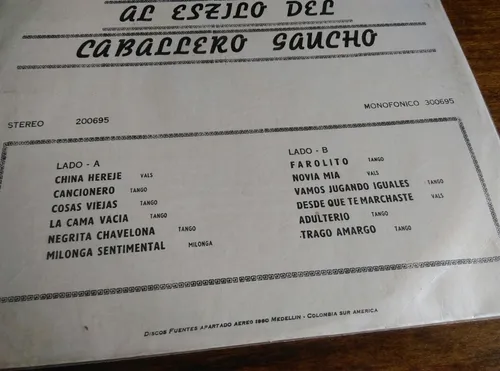 AL ESTILO DEL
CABALLERO GAUCHO
STEREO 200695
MONOFONICO 300695
LADO - A
CHINA HEREJE VALS
CANCIONERO TANGO
COSAS VIEJAS TANGO
LA CAMA VACIA TANGO
NEGRITA CHAVELONA TANGO
MILONGA SENTIMENTAL MILONGA
LADO - B
FAROLITO TANGO
NOVIA MIA VALS
VAMOS JUGANDO IGUALES TANGO
DESDE QUE TE MARCHASTE VALS
ADULTERIO TANGO
TRAGO AMARGO TANGO
DISCOS FUENTES APARTADO AEREO 1960 MEDELLIN - COLOMBIA SUR AMERICA